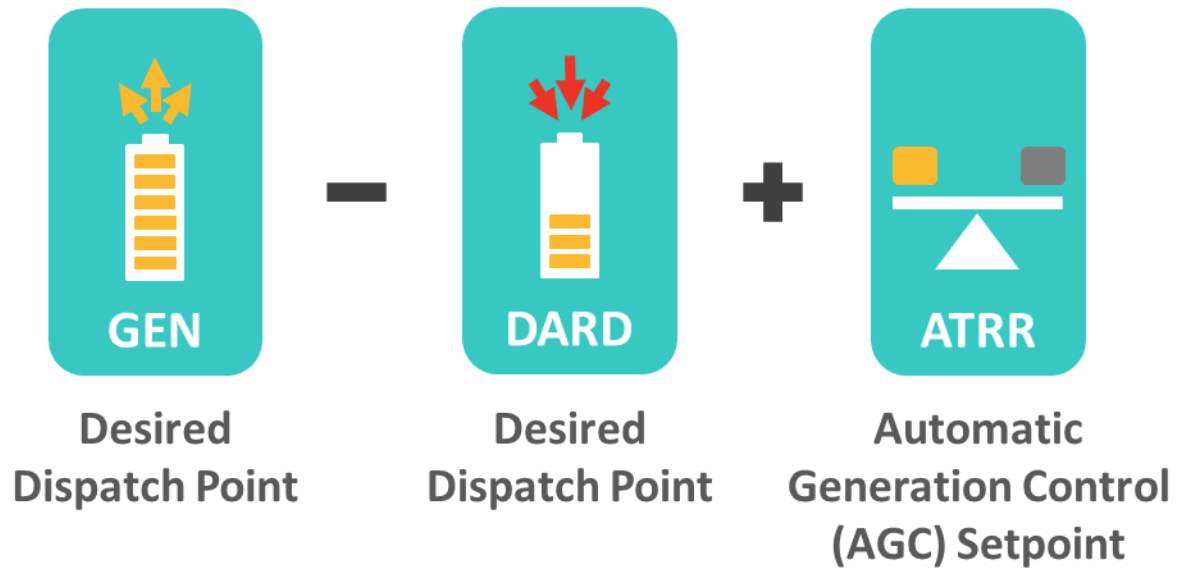 GEN
DARD
ATRR
Desired
Dispatch Point
Desired
Dispatch Point
Automatic
Generation Control
(AGC) Setpoint